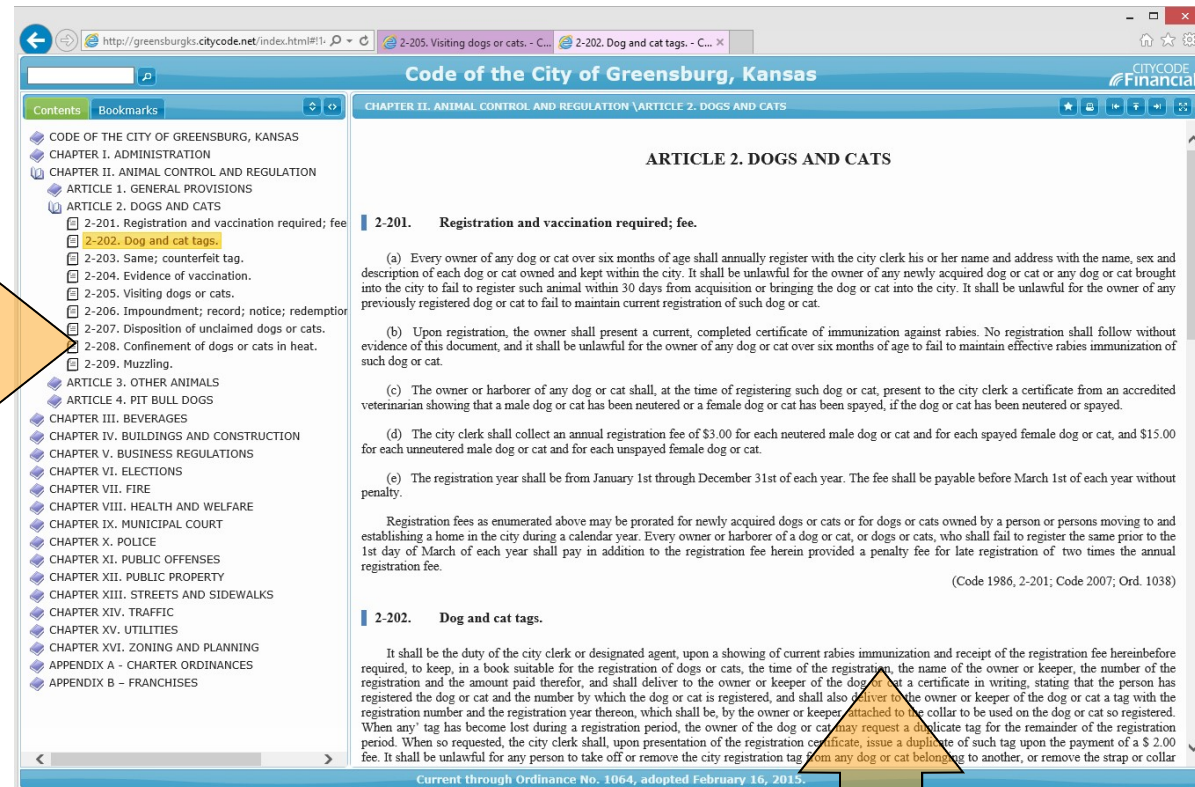 http://greensburgks.citycode.net/index.html#!1-
2-205. Visiting dogs or cats. - C...
2-202. Dog and cat tags. - C...
Code of the City of Greensburg, Kansas
CITYCODE
Financial
Contents
Bookmarks
CHAPTER II. ANIMAL CONTROL AND REGULATION \ARTICLE 2. DOGS AND CATS
CODE OF THE CITY OF GREENSBURG, KANSAS
CHAPTER I. ADMINISTRATION
CHAPTER II. ANIMAL CONTROL AND REGULATION
ARTICLE 1. GENERAL PROVISIONS
ARTICLE 2. DOGS AND CATS
2-201. Registration and vaccination required; fee
2-202. Dog and cat tags.
2-203. Same; counterfeit tag.
2-204. Evidence of vaccination.
2-205. Visiting dogs or cats.
2-206. Impoundment; record; notice; redemption
2-207. Disposition of unclaimed dogs or cats.
2-208. Confinement of dogs or cats in heat.
2-209. Muzzling.
ARTICLE 3. OTHER ANIMALS
ARTICLE 4. PIT BULL DOGS
CHAPTER III. BEVERAGES
CHAPTER IV. BUILDINGS AND CONSTRUCTION
CHAPTER V. BUSINESS REGULATIONS
CHAPTER VI. ELECTIONS
CHAPTER VII. FIRE
CHAPTER VIII. HEALTH AND WELFARE
CHAPTER IX. MUNICIPAL COURT
CHAPTER X. POLICE
CHAPTER XI. PUBLIC OFFENSES
CHAPTER XII. PUBLIC PROPERTY
CHAPTER XIII. STREETS AND SIDEWALKS
CHAPTER XIV. TRAFFIC
CHAPTER XV. UTILITIES
CHAPTER XVI. ZONING AND PLANNING
APPENDIX A - CHARTER ORDINANCES
APPENDIX B – FRANCHISES
ARTICLE 2. DOGS AND CATS
2-201. Registration and vaccination required; fee.
(a) Every owner of any dog or cat over six months of age shall annually register with the city clerk his or her name and address with the name, sex and
description of each dog or cat owned and kept within the city. It shall be unlawful for the owner of any newly acquired dog or cat or any dog or cat brought
into the city to fail to register such animal within 30 days from acquisition or bringing the dog or cat into the city. It shall be unlawful for the owner of any
previously registered dog or cat to fail to maintain current registration of such dog or cat.
(b) Upon registration, the owner shall present a current, completed certificate of immunization against rabies. No registration shall follow without
evidence of this document, and it shall be unlawful for the owner of any dog or cat over six months of age to fail to maintain effective rabies immunization of
such dog or cat.
(c) The owner or harborer of any dog or cat shall, at the time of registering such dog or cat, present to the city clerk a certificate from an accredited
veterinarian showing that a male dog or cat has been neutered or a female dog or cat has been spayed, if the dog or cat has been neutered or spayed.
(d) The city clerk shall collect an annual registration fee of $3.00 for each neutered male dog or cat and for each spayed female dog or cat, and $15.00
for each unneutered male dog or cat and for each unspayed female dog or cat.
(e) The registration year shall be from January 1st through December 31st of each year. The fee shall be payable before March 1st of each year without
penalty.
Registration fees as enumerated above may be prorated for newly acquired dogs or cats or for dogs or cats owned by a person or persons moving to and
establishing a home in the city during a calendar year. Every owner or harborer of a dog or cat, or dogs or cats, who shall fail to register the same prior to the
1st day of March of each year shall pay in addition to the registration fee herein provided a penalty fee for late registration of two times the annual
registration fee.
(Code 1986, 2-201; Code 2007; Ord. 1038)
2-202. Dog and cat tags.
It shall be the duty of the city clerk or designated agent, upon a showing of current rabies immunization and receipt of the registration fee hereinbefore
required, to keep, in a book suitable for the registration of dogs or cats, the time of the registration, the name of the owner or keeper, the number of the
registration and the amount paid therefor, and shall deliver to the owner or keeper of the dog or cat a certificate in writing, stating that the person has
registered the dog or cat and the number by which the dog or cat is registered, and shall also deliver to the owner or keeper of the dog or cat a tag with the
registration number and the registration year thereon, which shall be, by the owner or keeper, attached to the collar to be used on the dog or cat so registered.
When any’ tag has become lost during a registration period, the owner of the dog or cat may request a duplicate tag for the remainder of the registration
period. When so requested, the city clerk shall, upon presentation of the registration certificate, issue a duplicate of such tag upon the payment of a $ 2.00
fee. It shall be unlawful for any person to take off or remove the city registration tag from any dog or cat belonging to another, or remove the strap or collar
Current through Ordinance No. 1064, adopted February 16, 2015.